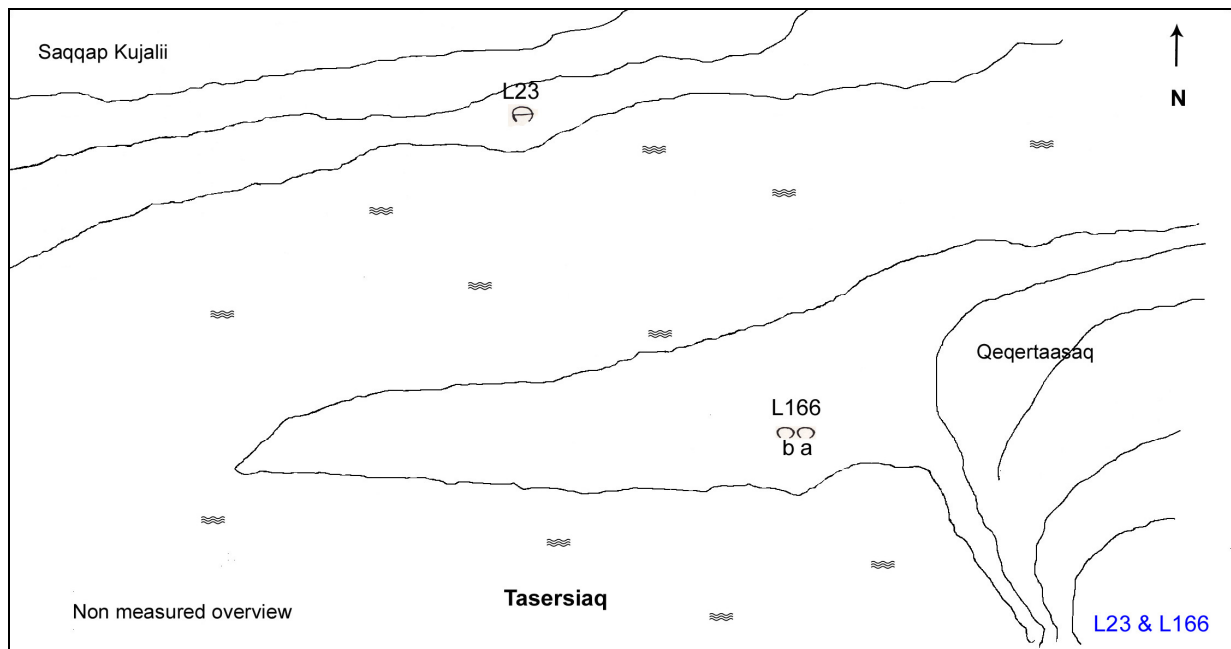 Saqqap Kujalii
L23
N
Qeqertaasaq
L166
b a
Tasersiaq
Non measured overview
L23 & L166